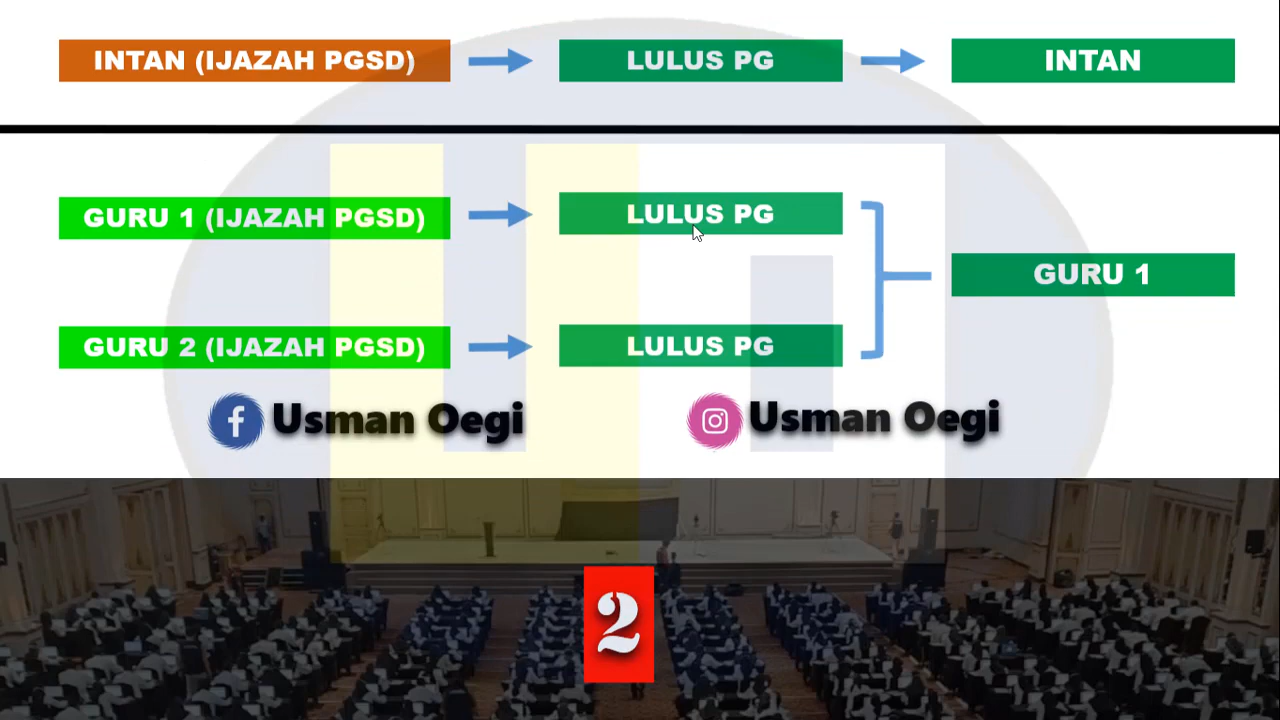 INTAN (IJAZAH PGSD) LULUS PG INTAN
GURU 1 (IJAZAH PGSD) LULUS PG
GURU 1
GURU 2 (IJAZAH PGSD) LULUS PG
Usman Oegi Usman Oegi
2